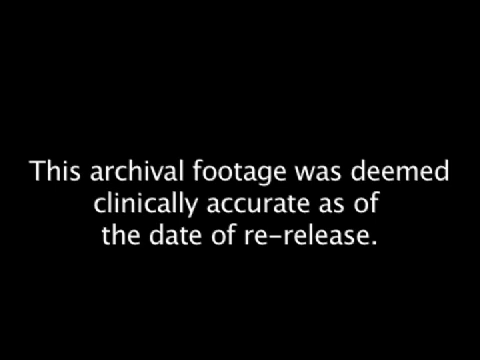 This archival footage was deemed
clinically accurate as of
the date of re-release.